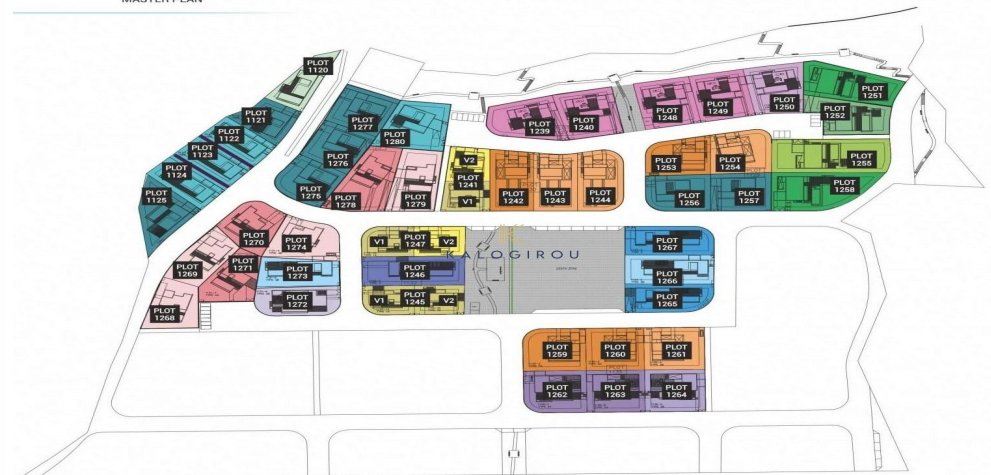 MASTER PLAN
PLOT
1120
PLOT
1121
PLOT
1122
PLOT
1123
PLOT
1124
PLOT
1125
PLOT
1277
PLOT
1280
PLOT
1276
PLOT
1275
PLOT
1278
PLOT
1279
V2
PLOT
1241
V1
PLOT
1239
PLOT
1240
PLOT
1248
PLOT
1249
PLOT
1250
PLOT
1251
PLOT
1252
PLOT
1242
PLOT
1243
PLOT
1244
PLOT
1253
PLOT
1254
PLOT
1255
PLOT
1256
PLOT
1257
PLOT
1258
PLOT
1270
PLOT
1274
PLOT
1271
PLOT
1269
PLOT
1273
PLOT
1272
PLOT
1268
V1
PLOT
1247
V2
PLOT
1246
V1
PLOT
1245
V2
KALOGIROU
PLOT
1267
PLOT
1266
PLOT
1265
PLOT
1259
PLOT
1260
PLOT
1261
PLOT
1262
PLOT
1263
PLOT
1264